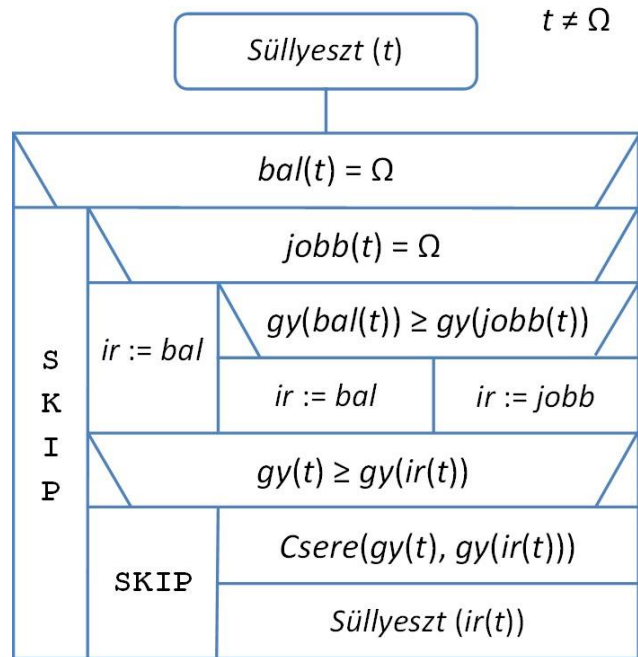 t ≠ Ω
Süllyeszt (t)
bal(t) = Ω
jobb(t) = Ω
gy(bal(t)) ≥ gy(jobb(t))
ir := bal
ir := bal
ir := jobb
S
K
I
P
gy(t) ≥ gy(ir(t))
SKIP
Csere(gy(t), gy(ir(t)))
Süllyeszt (ir(t))